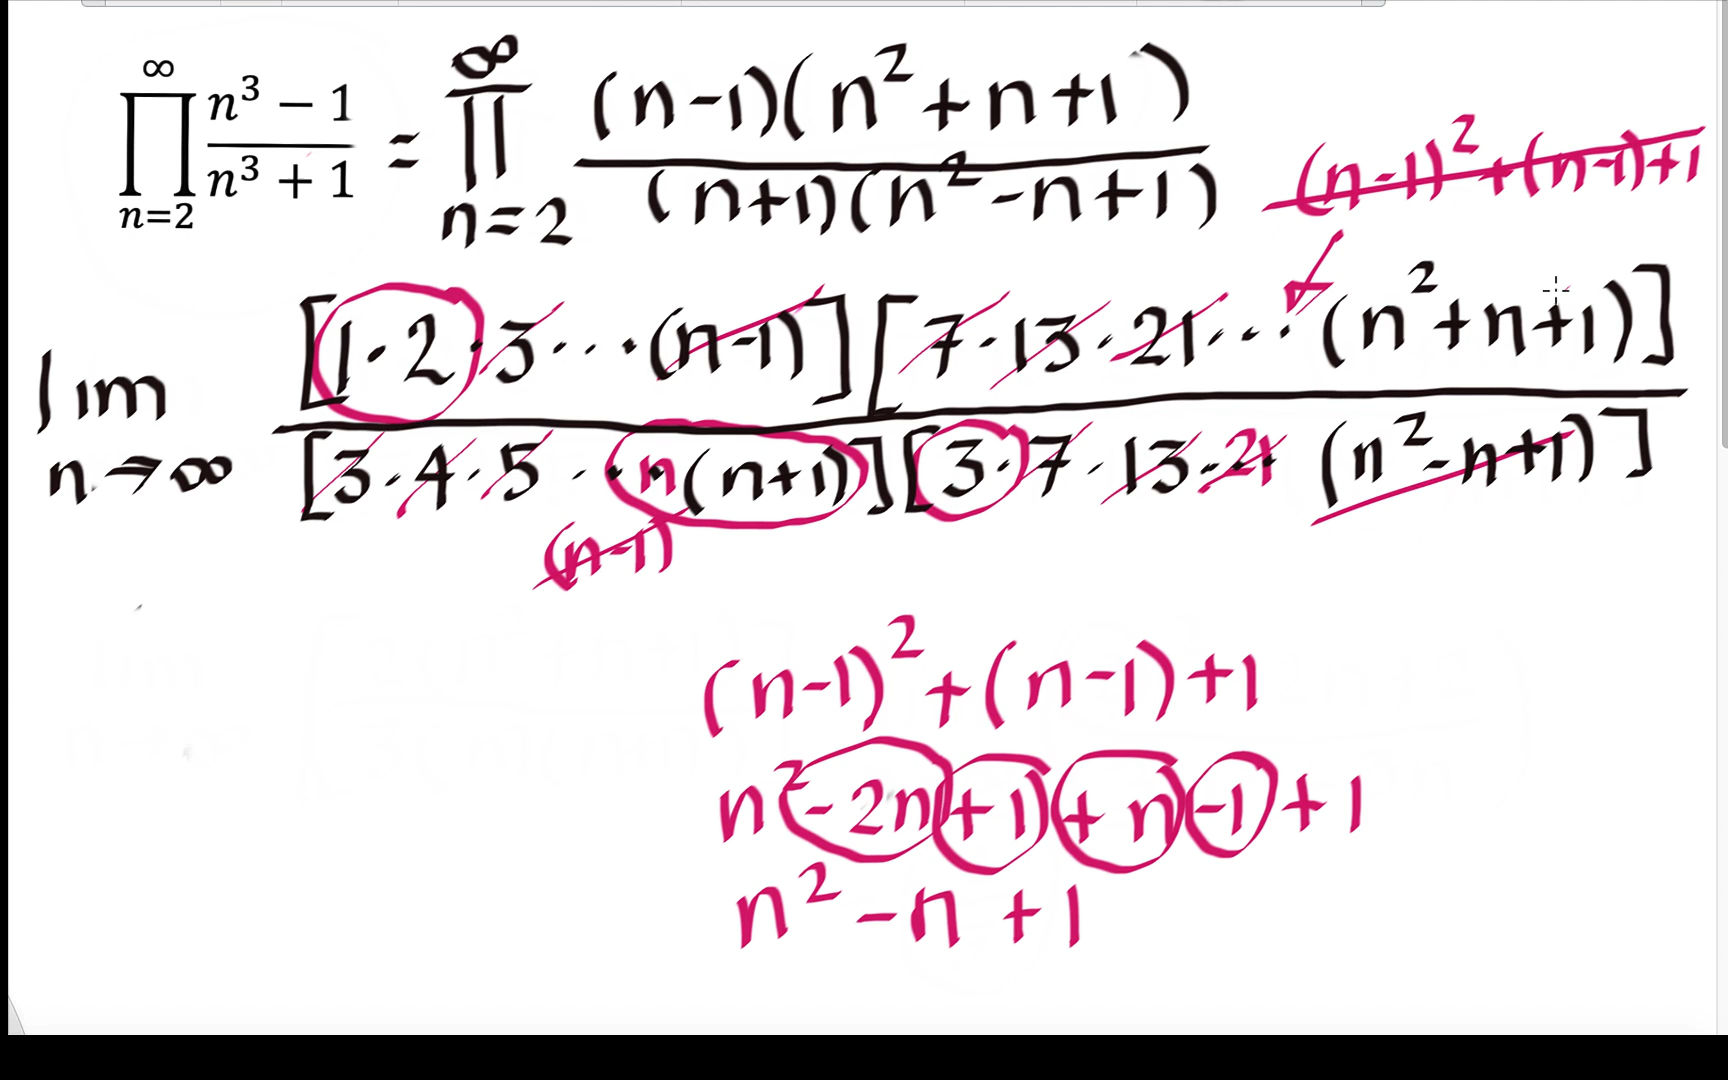 ∞ ∏ n=2 n³ − 1 / n³ + 1 = ∞ ∏ n=2 (n-1)(n²+n+1) / (n+1)(n²-n+1)
(n-1)²+(n-1)+1
lim n→∞ [1·2·3···(n-1)][7·13·21···(n²+n+1)] / [3·4·5···n(n+1)][3·7·13·21 (n²-n+1)]
(n-1)
(n-1)²+(n-1)+1
n²-2n+1+n-1+1
n²-n+1